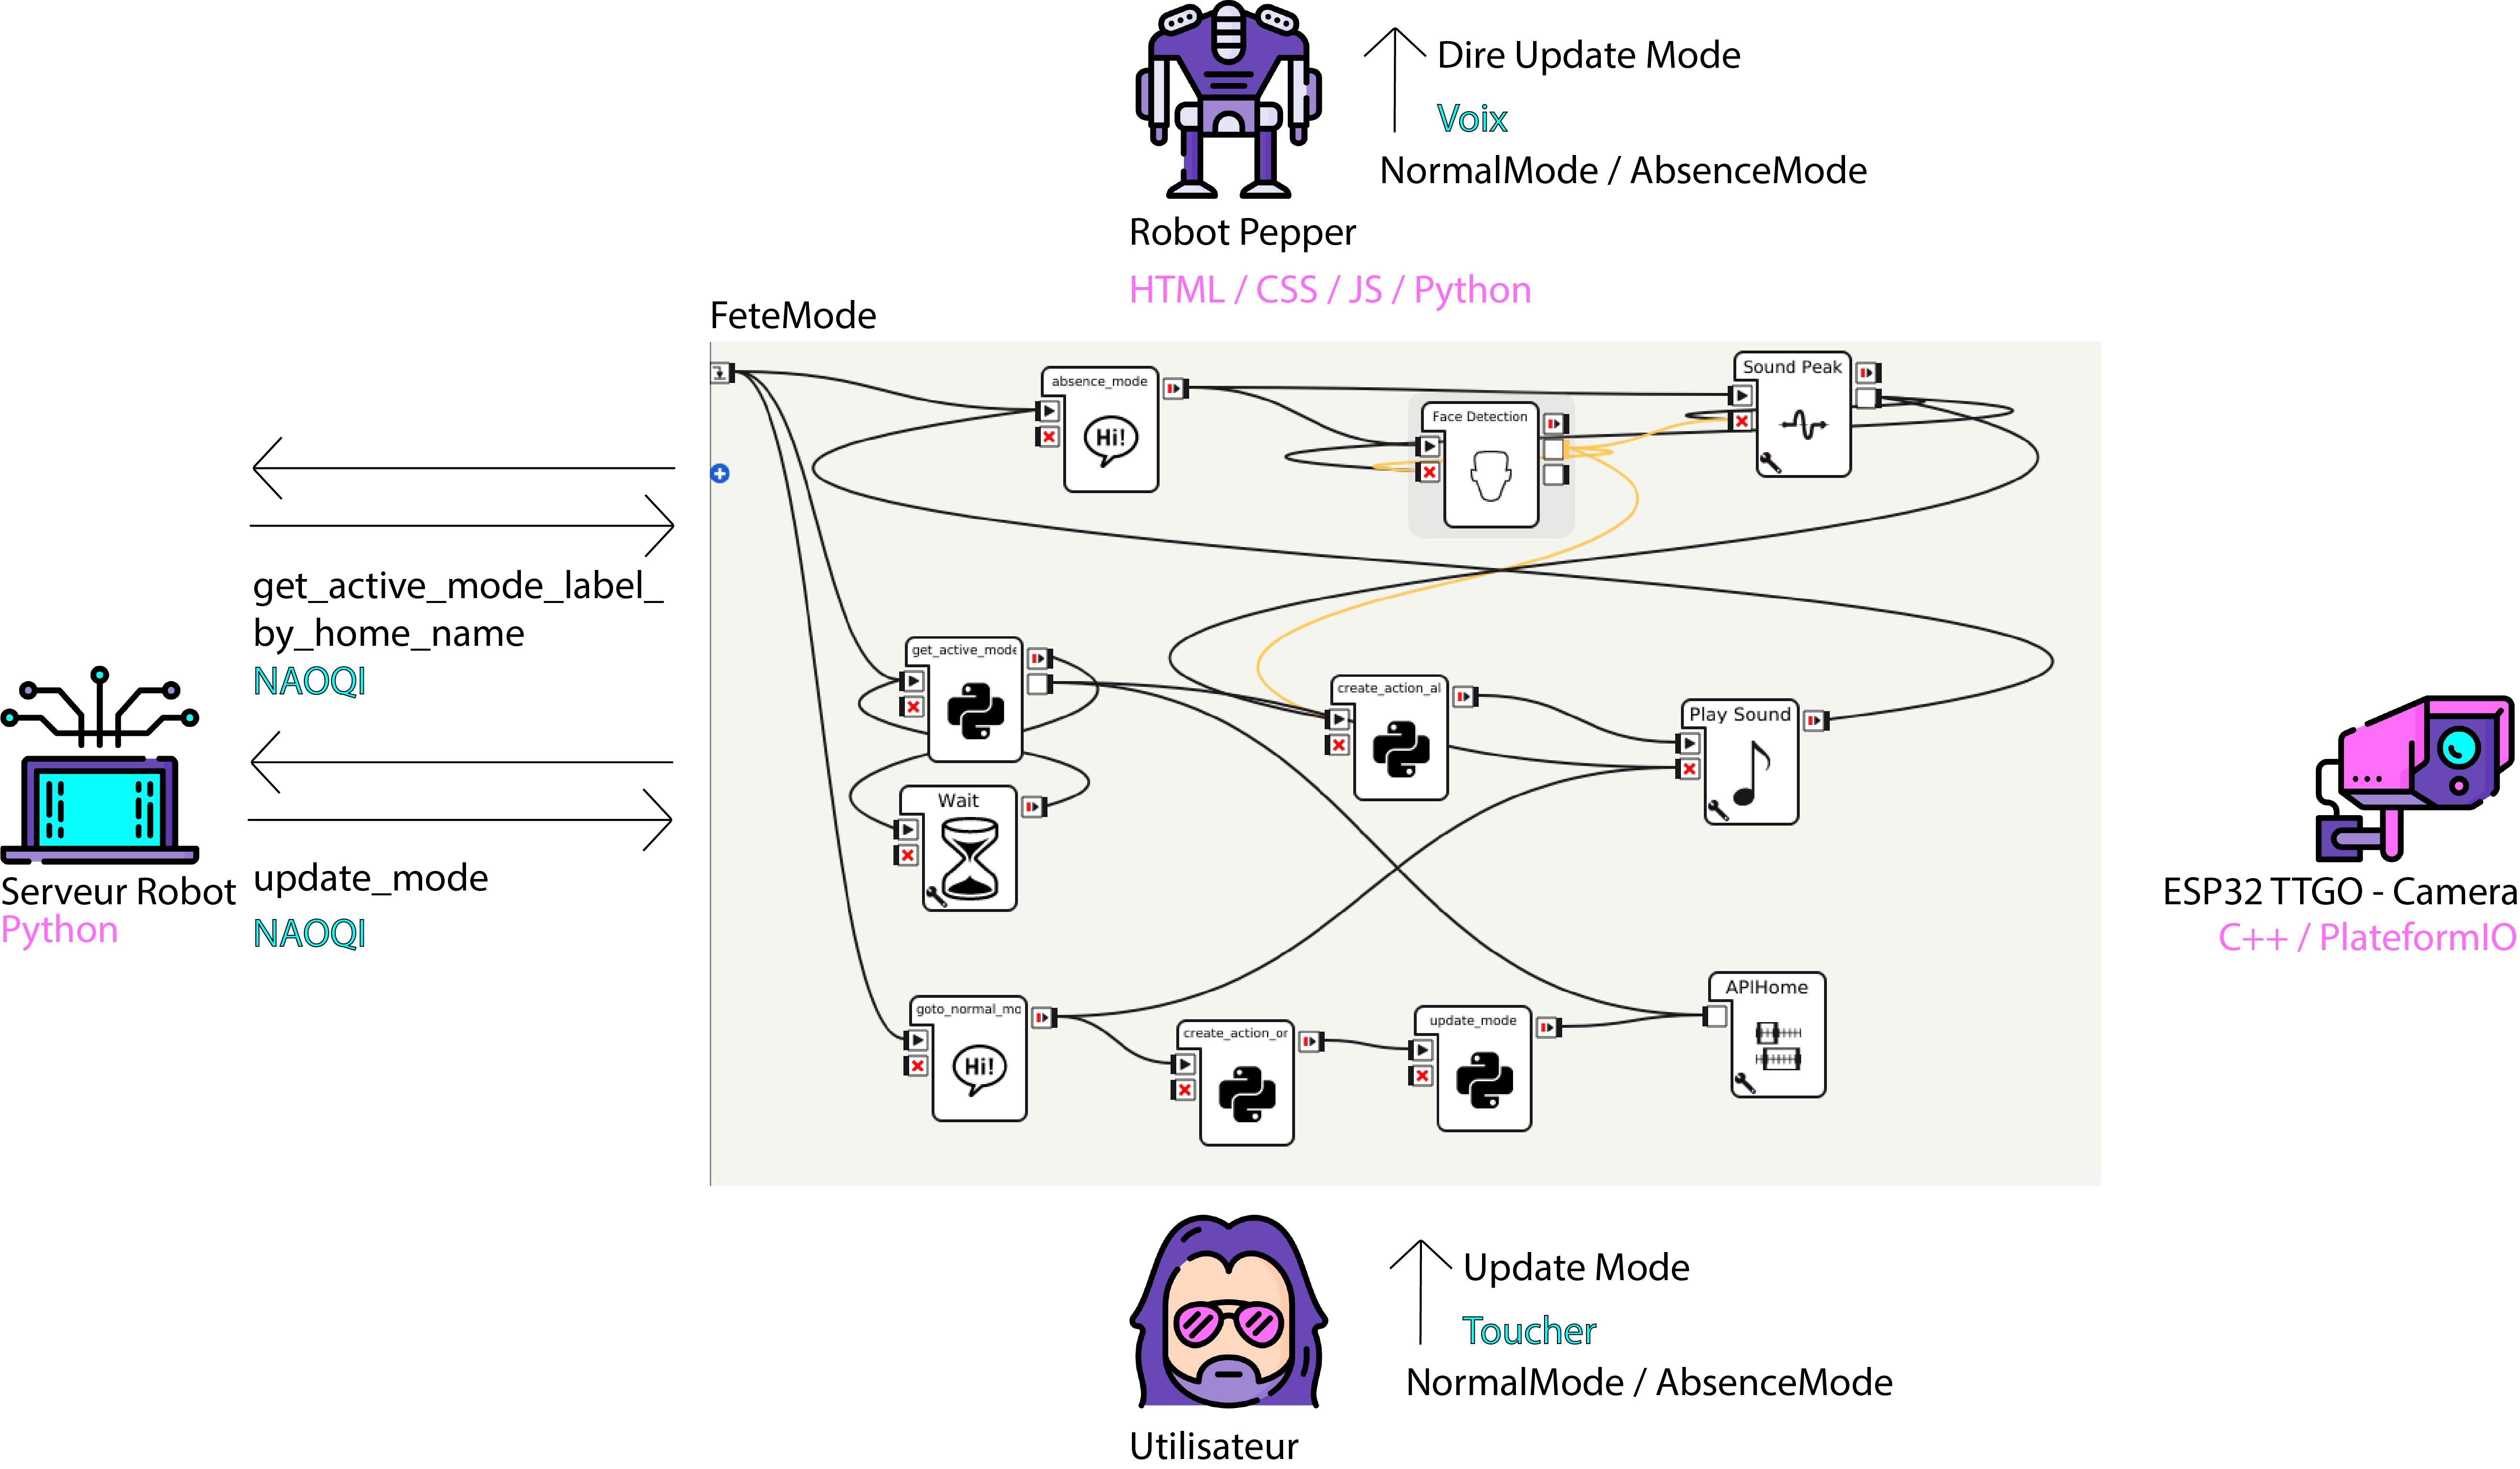 Dire Update Mode
Voix
NormalMode / AbsenceMode
Robot Pepper
HTML / CSS / JS / Python
FeteMode
absence_mode
Hi!
Face Detection
Sound Peak
get_active_mode_label_
by_home_name
NAOQI
update_mode
NAOQI
Serveur Robot
Python
get_active_mode
Wait
create_action_al
Play Sound
goto_normal_mo
Hi!
create_action_or
update_mode
APIHome
ESP32 TTGO - Camera
C++ / PlateformIO
Update Mode
Toucher
NormalMode / AbsenceMode
Utilisateur